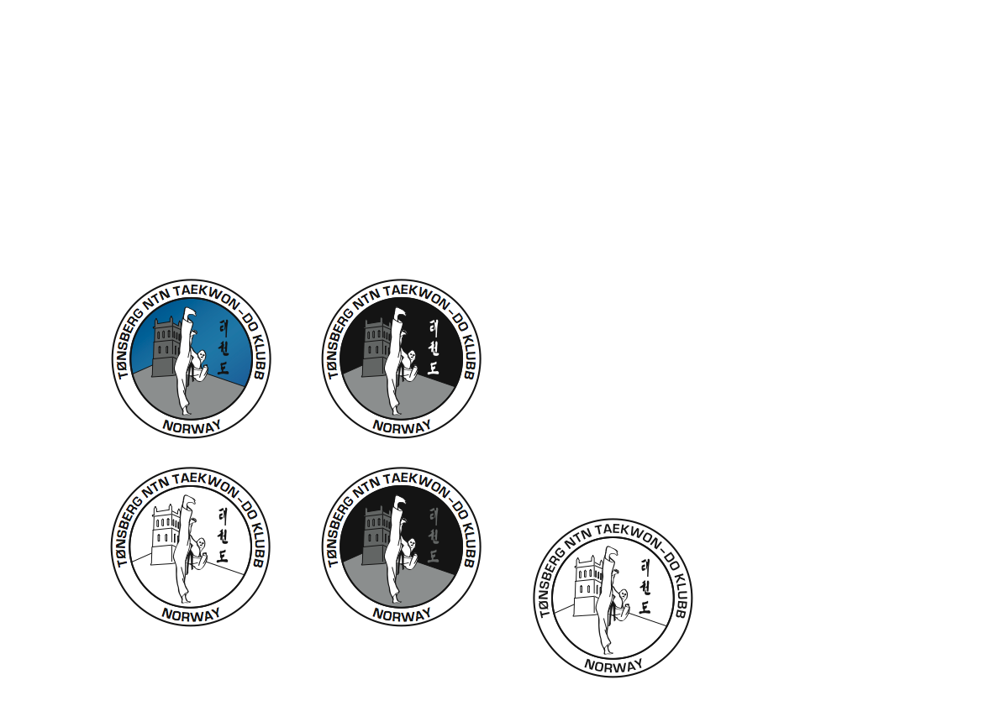 TØNSBERG NTN TAEKWON-DO KLUBB
태
권
도
NORWAY
TØNSBERG NTN TAEKWON-DO KLUBB
태
권
도
NORWAY
TØNSBERG NTN TAEKWON-DO KLUBB
태
권
도
NORWAY
TØNSBERG NTN TAEKWON-DO KLUBB
태
권
도
NORWAY
TØNSBERG NTN TAEKWON-DO KLUBB
태
권
도
NORWAY